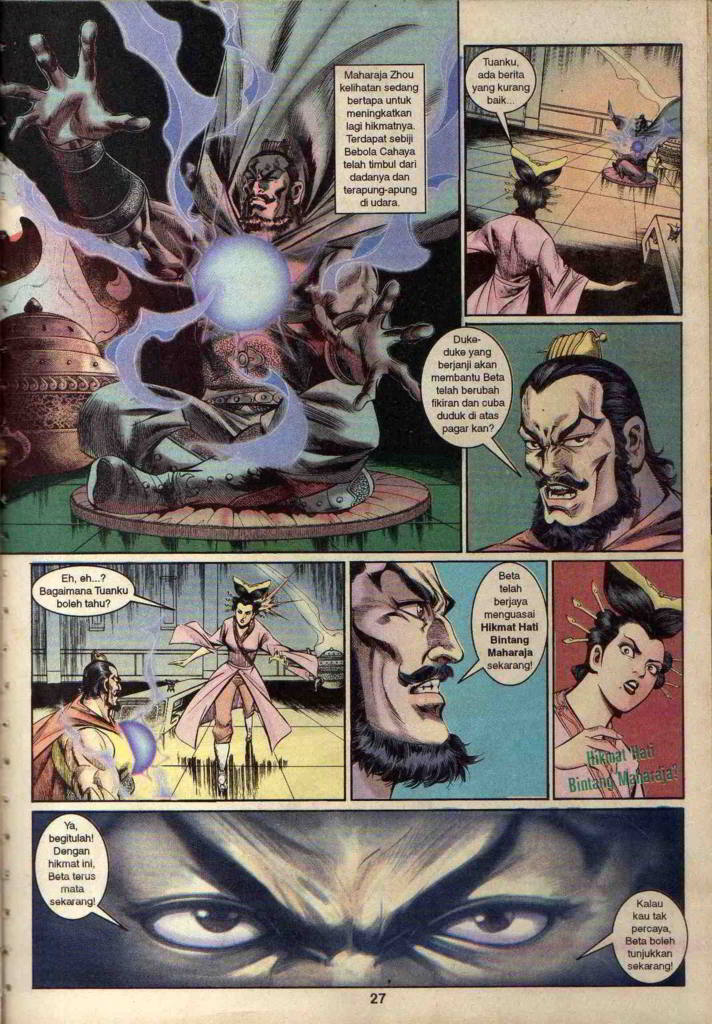 Maharaja Zhou
kelihatan sedang
bertapa untuk
meningkatkan
lagi hikmatnya.
Terdapat sebiji
Bebola Cahaya
telah timbul dari
dadanya dan
terapung-apung
di udara.
Tuanku,
ada berita
yang kurang
baik...
Duke-
duke yang
berjanji akan
membantu Beta
telah berubah
fikiran dan cuba
duduk di atas
pagar kan?
Eh, eh...?
Bagaimana Tuanku
boleh tahu?
Beta
telah
berjaya
menguasai
Hikmat Hati
Bintang
Maharaja
sekarang!
Hikmat Hati
Bintang Maharaja!
Ya,
begitulah!
Dengan
hikmat ini,
Beta terus
mata
sekarang!
Kalau
kau tak
percaya,
Beta boleh
tunjukkan
sekarang!
27